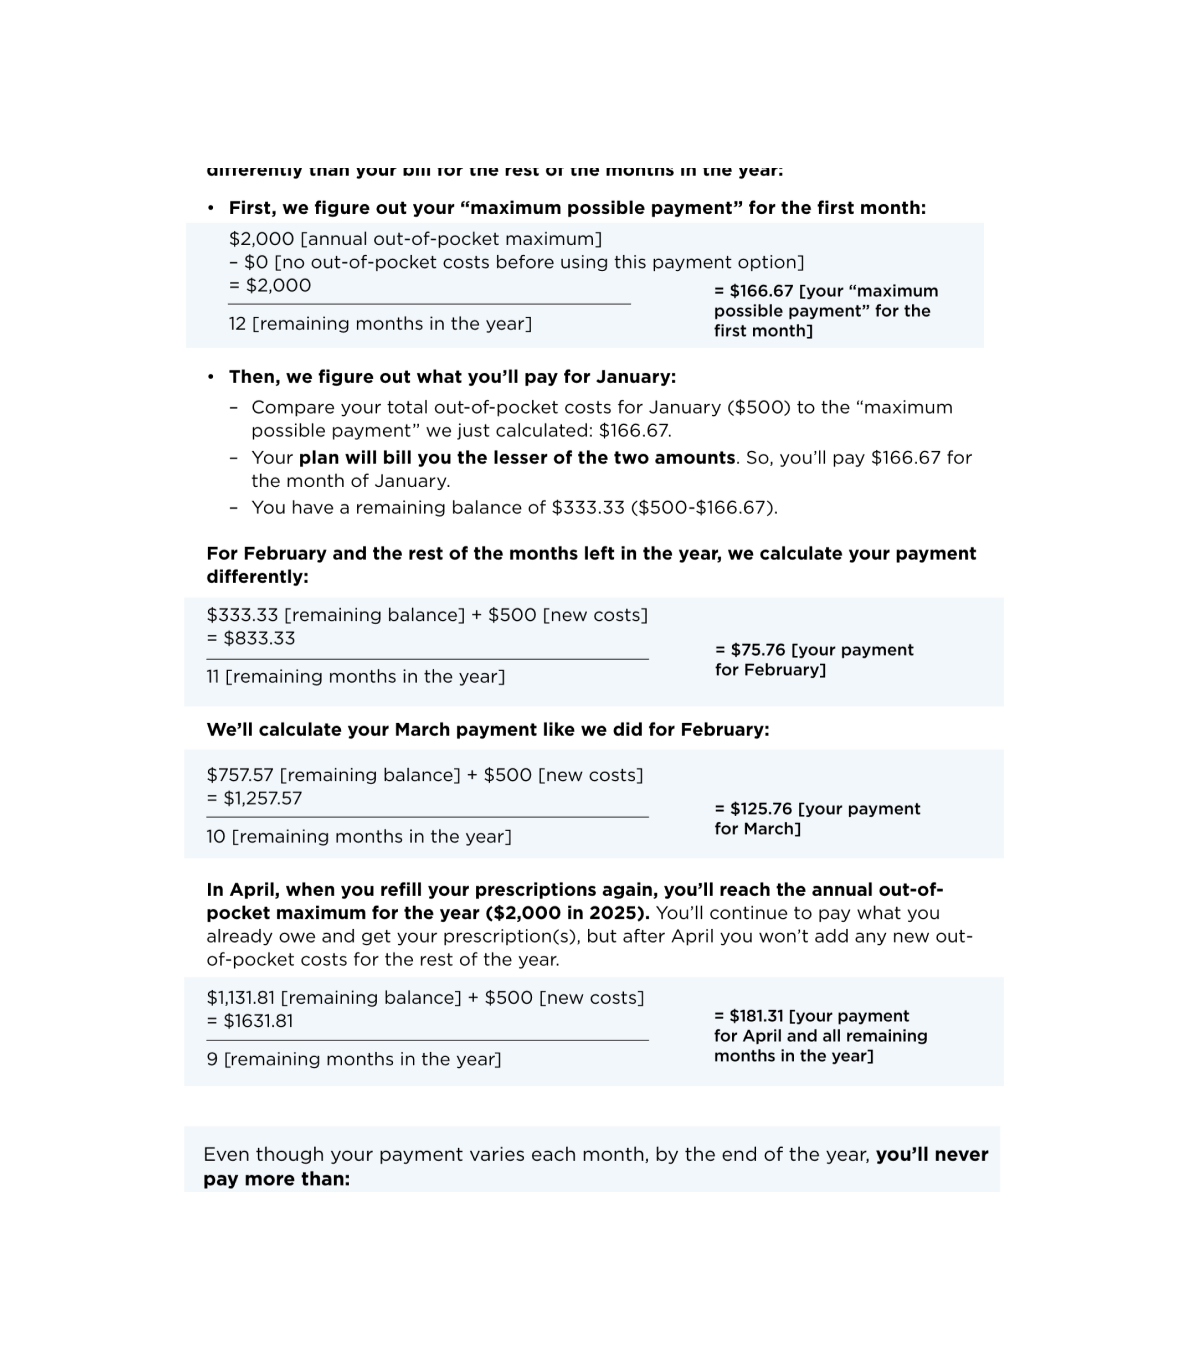 differently than your bill for the rest of the months in the year:
• First, we figure out your “maximum possible payment” for the first month:
$2,000 [annual out-of-pocket maximum]
– $0 [no out-of-pocket costs before using this payment option]
= $2,000
12 [remaining months in the year]
= $166.67 [your “maximum
possible payment” for the
first month]
• Then, we figure out what you’ll pay for January:
– Compare your total out-of-pocket costs for January ($500) to the “maximum
possible payment” we just calculated: $166.67.
– Your plan will bill you the lesser of the two amounts. So, you’ll pay $166.67 for
the month of January.
– You have a remaining balance of $333.33 ($500-$166.67).
For February and the rest of the months left in the year, we calculate your payment
differently:
$333.33 [remaining balance] + $500 [new costs]
= $833.33
11 [remaining months in the year]
= $75.76 [your payment
for February]
We’ll calculate your March payment like we did for February:
$757.57 [remaining balance] + $500 [new costs]
= $1,257.57
10 [remaining months in the year]
= $125.76 [your payment
for March]
In April, when you refill your prescriptions again, you’ll reach the annual out-of-
pocket maximum for the year ($2,000 in 2025). You’ll continue to pay what you
already owe and get your prescription(s), but after April you won’t add any new out-
of-pocket costs for the rest of the year.
$1,131.81 [remaining balance] + $500 [new costs]
= $1631.81
9 [remaining months in the year]
= $181.31 [your payment
for April and all remaining
months in the year]
Even though your payment varies each month, by the end of the year, you’ll never
pay more than: